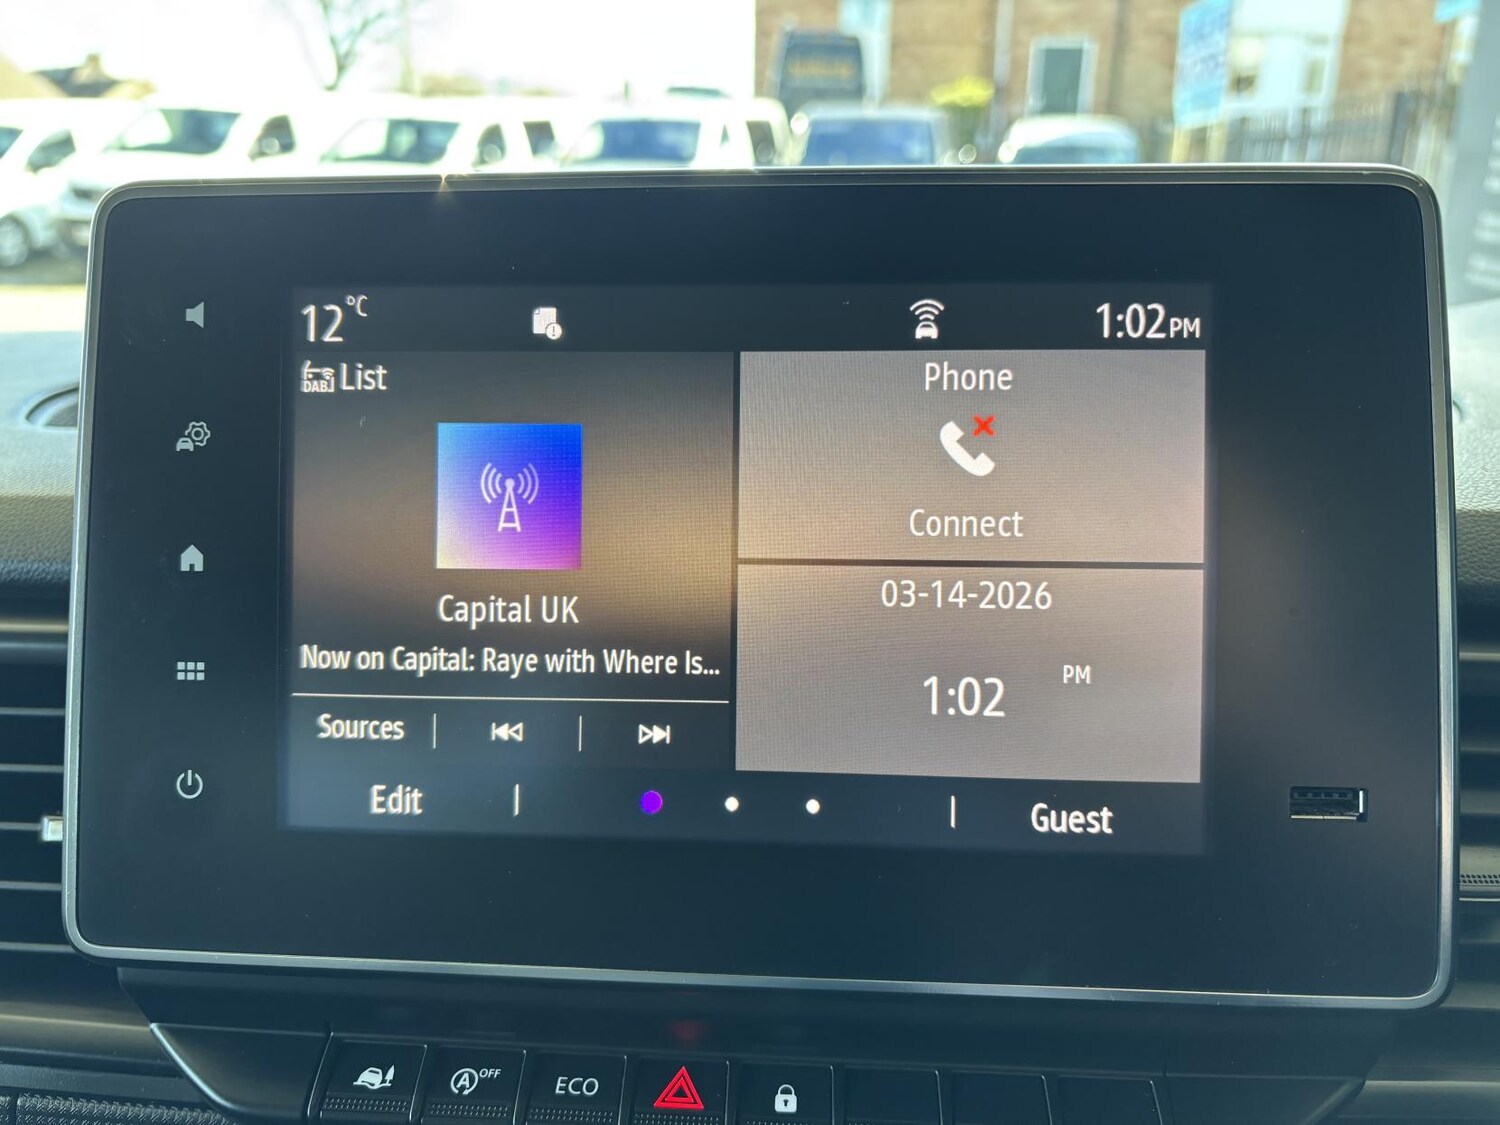 12°C
1:02PM
DAB List
Phone
Connect
Capital UK
Now on Capital: Raye with Where Is...
03-14-2026
1:02 PM
Sources
Edit
Guest
A OFF
ECO